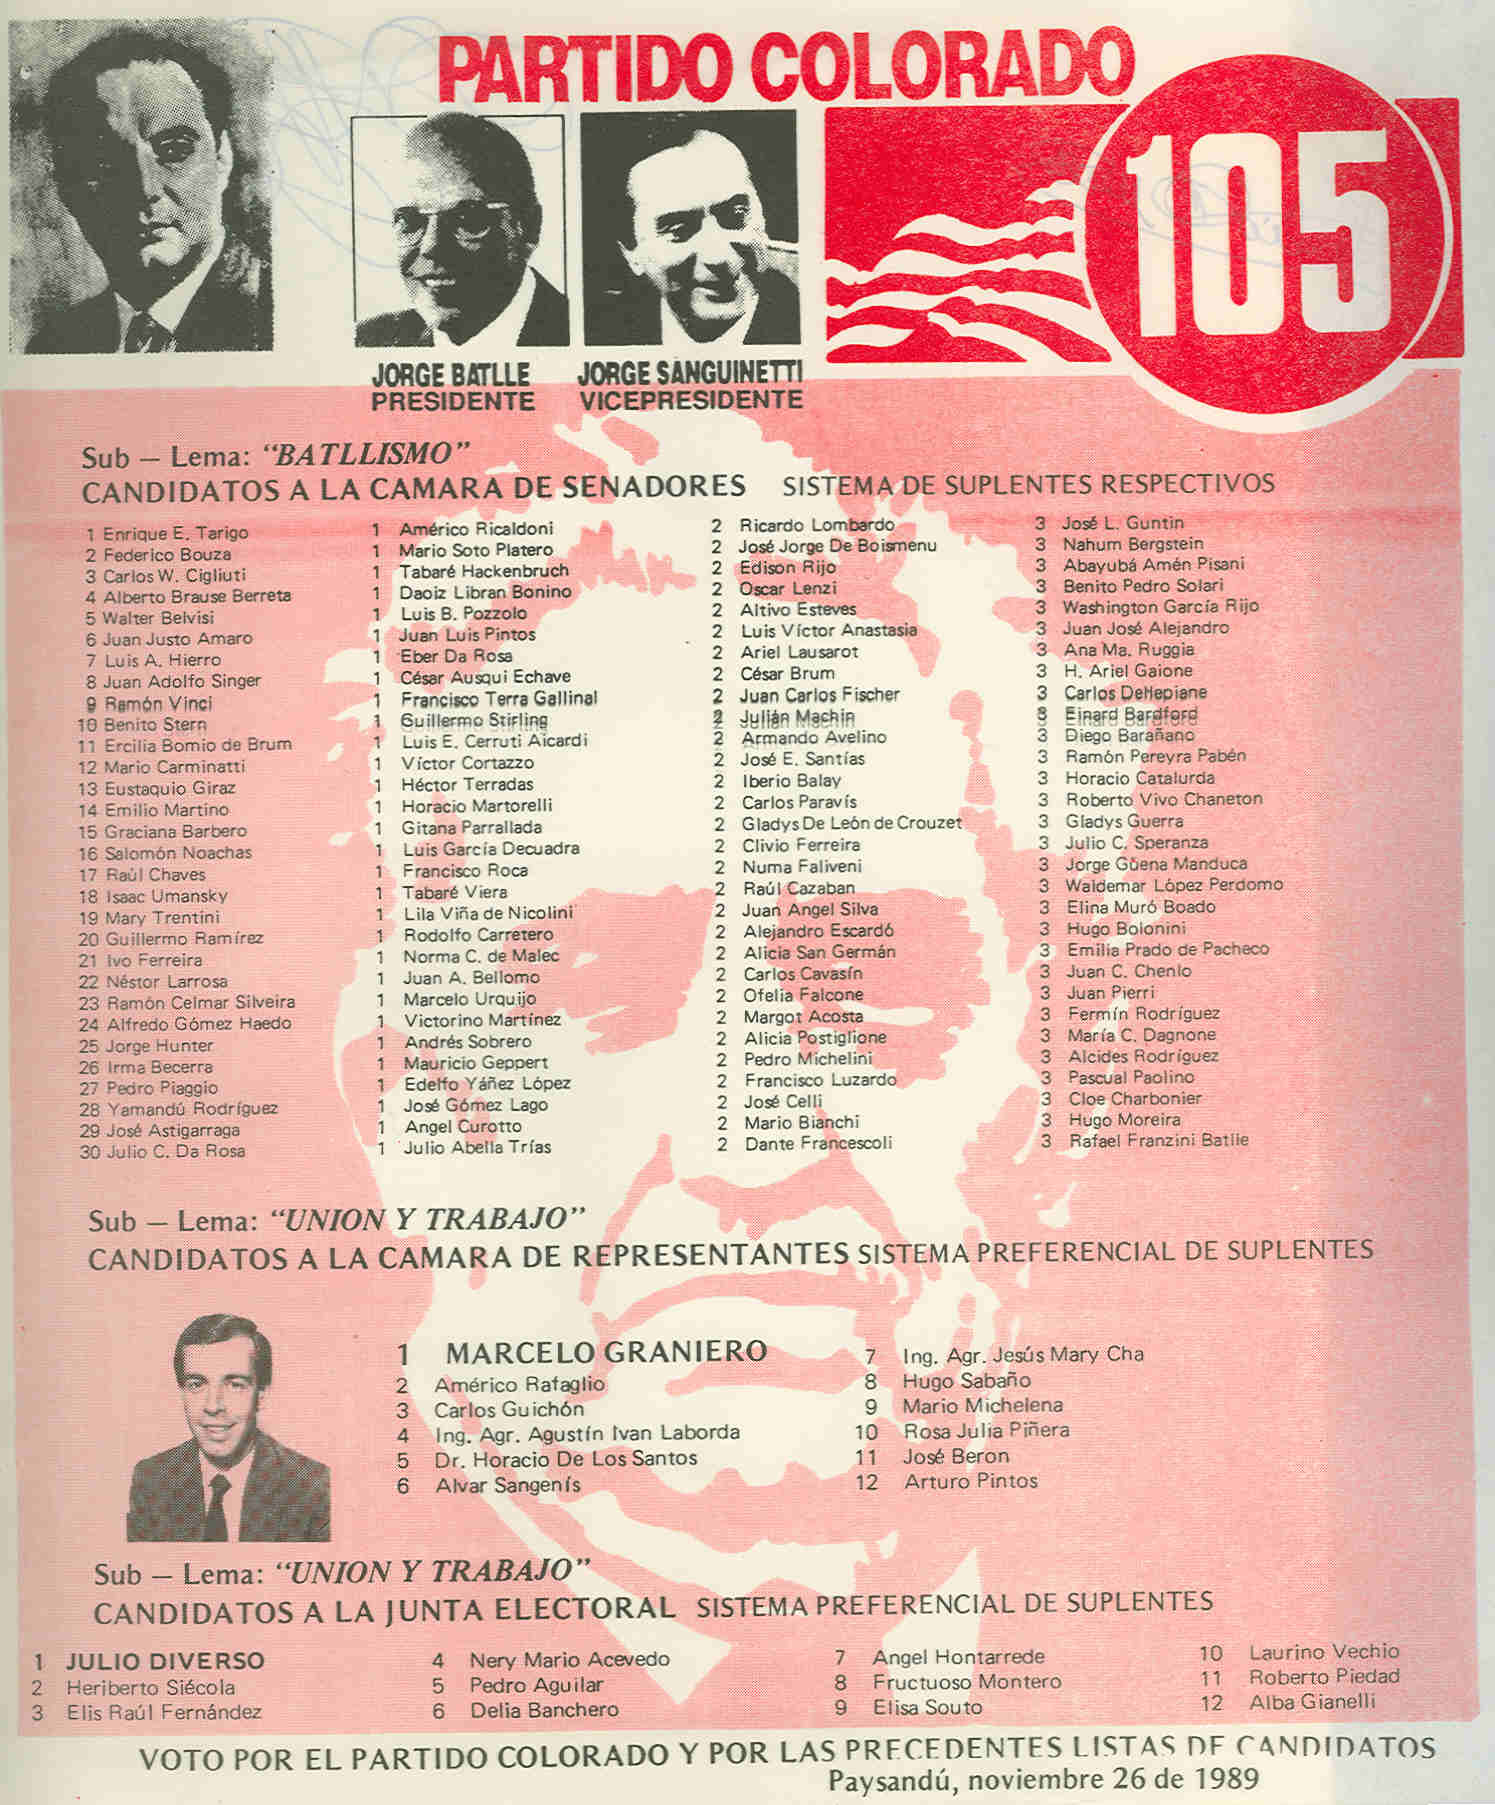 PARTIDO COLORADO
105
JORGE BATLLE
PRESIDENTE
JORGE SANGUINETTI
VICEPRESIDENTE
Sub — Lema: “BATLLISMO”
CANDIDATOS A LA CAMARA DE SENADORES SISTEMA DE SUPLENTES RESPECTIVOS
1 Enrique E. Tarigo 1 Américo Ricaldoni 2 Ricardo Lombardo 3 José L. Guntin
2 Federico Bouza 1 Mario Soto Platero 2 José Jorge De Boismenu 3 Nahum Bergstein
3 Carlos W. Cigliuti 1 Tabaré Hackenbruch 2 Edison Rijo 3 Abayubá Amén Pisani
4 Alberto Brause Berreta 1 Daoiz Libran Bonino 2 Oscar Lenzi 3 Benito Pedro Solari
5 Walter Belvisi 1 Luis B. Pozzolo 2 Altivo Esteves 3 Washington García Rijo
6 Juan Justo Amaro 1 Juan Luis Pintos 2 Luis Víctor Anastasia 3 Juan José Alejandro
7 Luis A. Hierro 1 Eber Da Rosa 2 Ariel Lausarot 3 Ana Ma. Ruggia
8 Juan Adolfo Singer 1 César Ausqui Echave 2 César Brum 3 H. Ariel Gaione
9 Ramón Vinci 1 Francisco Terra Gallinal 2 Juan Carlos Fischer 3 Carlos Dellepiane
10 Benito Stern 1 Guillermo Stirling 2 Julián Machin 3 Einard Bardford
11 Ercilia Bomio de Brum 1 Luis E. Cerruti Aicardi 2 Armando Avelino 3 Diego Barañano
12 Mario Carminatti 1 Víctor Cortazzo 2 José E. Santías 3 Ramón Pereyra Pabén
13 Eustaquio Giraz 1 Héctor Terradas 2 Iberio Balay 3 Horacio Catalurda
14 Emilio Martino 1 Horacio Martorelli 2 Carlos Paravís 3 Roberto Vivo Chaneton
15 Graciana Barbero 1 Gitana Parrallada 2 Gladys De León de Crouzet 3 Gladys Guerra
16 Salomón Noachas 1 Luis García Decuadra 2 Clivio Ferreira 3 Julio C. Speranza
17 Raúl Chaves 1 Francisco Roca 2 Numa Faliveni 3 Jorge Güena Manduca
18 Isaac Umansky 1 Tabaré Viera 2 Raúl Cazaban 3 Waldemar López Perdomo
19 Mary Trentini 1 Lila Viña de Nicolini 2 Juan Angel Silva 3 Elina Muró Boado
20 Guillermo Ramírez 1 Rodolfo Carretero 2 Alejandro Escardó 3 Hugo Bolonini
21 Ivo Ferreira 1 Norma C. de Malec 2 Alicia San Germán 3 Emilia Prado de Pacheco
22 Néstor Larrosa 1 Juan A. Bellomo 2 Carlos Cavasín 3 Juan C. Chenlo
23 Ramón Celmar Silveira 1 Marcelo Urquijo 2 Ofelia Falcone 3 Juan Pierri
24 Alfredo Gómez Haedo 1 Victorino Martínez 2 Margot Acosta 3 Fermín Rodríguez
25 Jorge Hunter 1 Andrés Sobrero 2 Alicia Postiglione 3 María C. Dagnone
26 Irma Becerra 1 Mauricio Geppert 2 Pedro Michelini 3 Alcides Rodríguez
27 Pedro Piaggio 1 Edelfo Yáñez López 2 Francisco Luzardo 3 Pascual Paolino
28 Yamandú Rodríguez 1 José Gómez Lago 2 José Celli 3 Cloe Charbonier
29 José Astigarraga 1 Angel Curotto 2 Mario Bianchi 3 Hugo Moreira
30 Julio C. Da Rosa 1 Julio Abella Trías 2 Dante Francescoli 3 Rafael Franzini Batlle
Sub — Lema: “UNION Y TRABAJO”
CANDIDATOS A LA CAMARA DE REPRESENTANTES SISTEMA PREFERENCIAL DE SUPLENTES
1 MARCELO GRANIERO 7 Ing. Agr. Jesús Mary Cha
2 Américo Rafaglio 8 Hugo Sabaño
3 Carlos Guichón 9 Mario Michelena
4 Ing. Agr. Agustín Ivan Laborda 10 Rosa Julia Piñera
5 Dr. Horacio De Los Santos 11 José Beron
6 Alvar Sangenís 12 Arturo Pintos
Sub — Lema: “UNION Y TRABAJO”
CANDIDATOS A LA JUNTA ELECTORAL SISTEMA PREFERENCIAL DE SUPLENTES
1 JULIO DIVERSO 4 Nery Mario Acevedo 7 Angel Hontarrede 10 Laurino Vechio
2 Heriberto Siécola 5 Pedro Aguilar 8 Fructuoso Montero 11 Roberto Piedad
3 Elis Raúl Fernández 6 Delia Banchero 9 Elisa Souto 12 Alba Gianelli
VOTO POR EL PARTIDO COLORADO Y POR LAS PRECEDENTES LISTAS DE CANDIDATOS
Paysandú, noviembre 26 de 1989